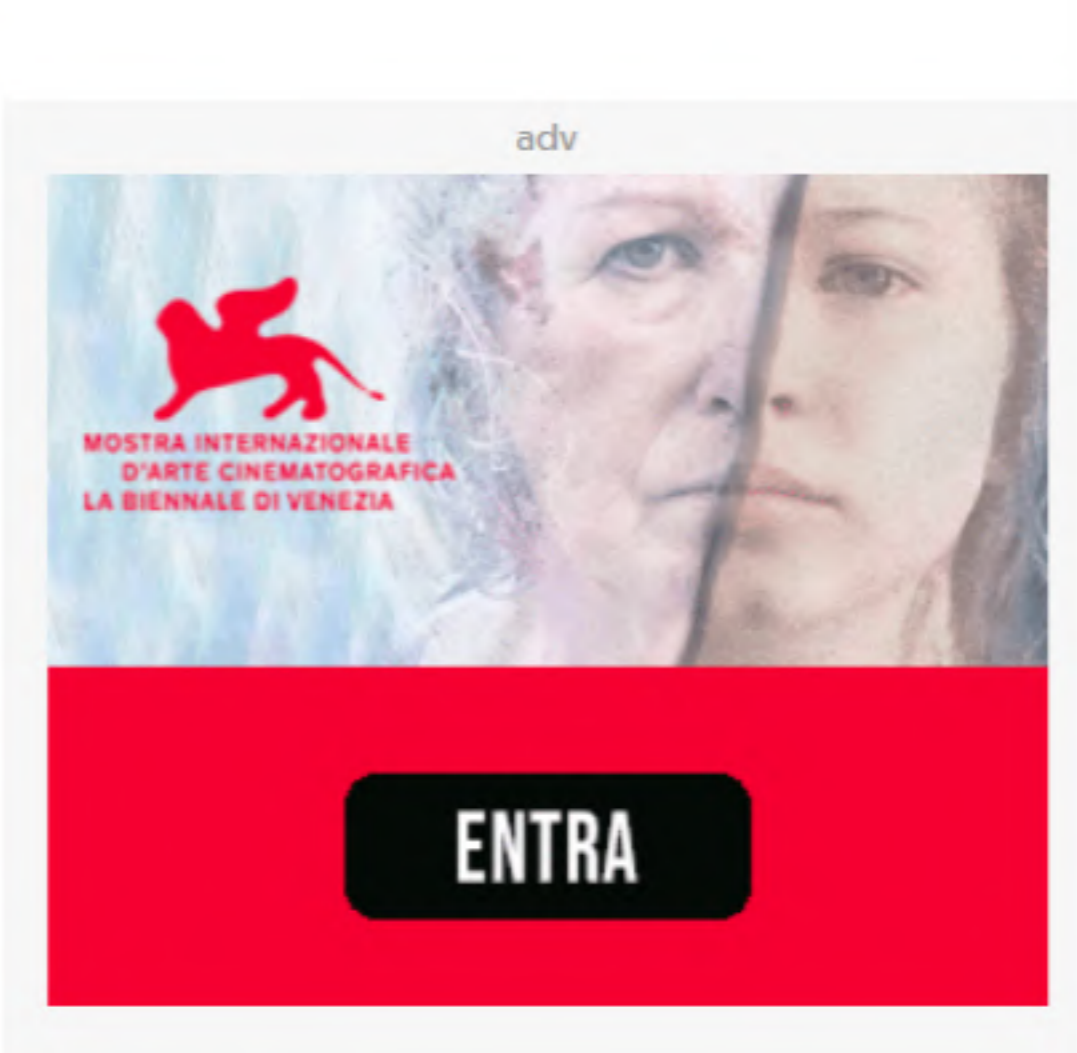 adv
MOSTRA INTERNAZIONALE
D'ARTE CINEMATOGRAFICA
LA BIENNALE DI VENEZIA
ENTRA